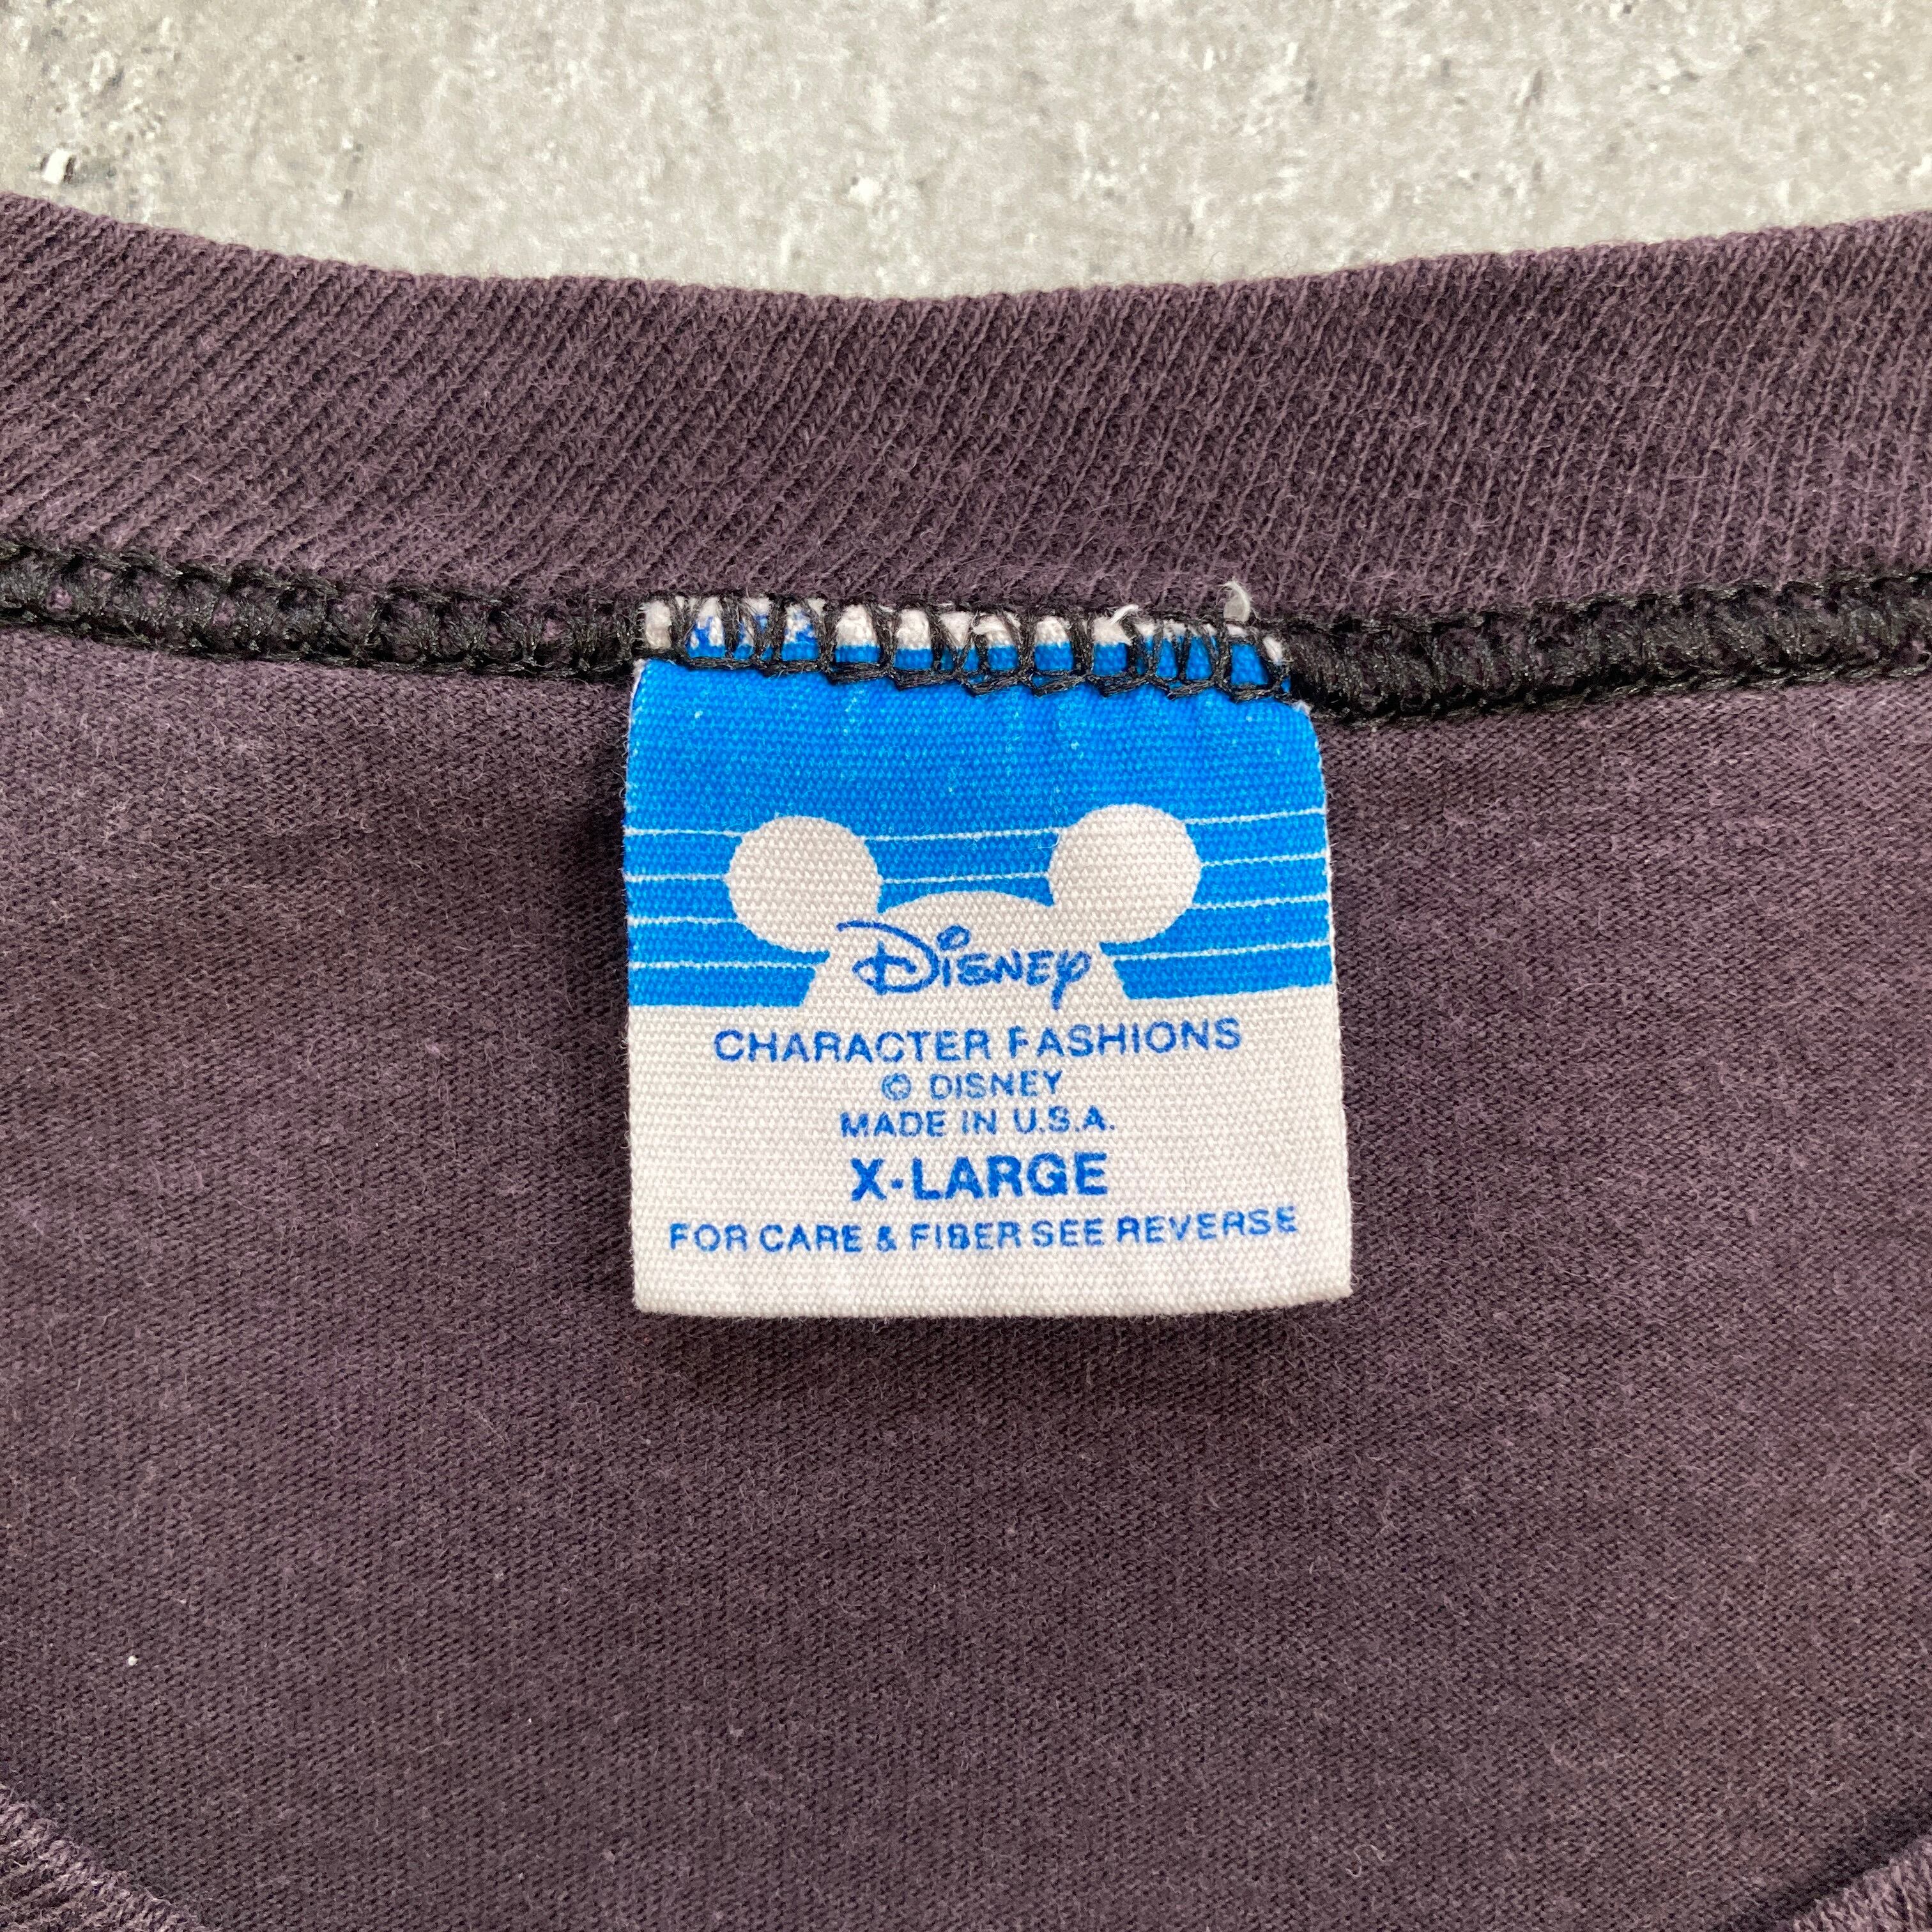 Disney
CHARACTER FASHIONS
© DISNEY
MADE IN U.S.A.
X-LARGE
FOR CARE & FIBER SEE REVERSE